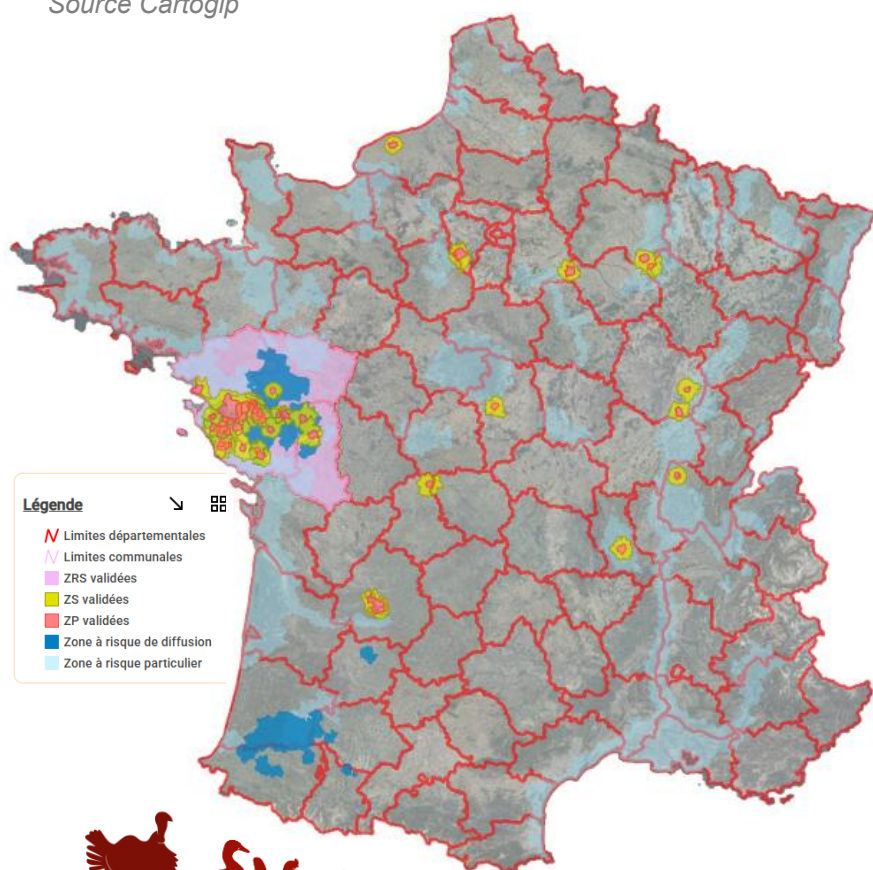 Source Cartogip
Légende
Limites départementales
Limites communales
ZRS validées
ZS validées
ZP validées
Zone à risque de diffusion
Zone à risque particulier